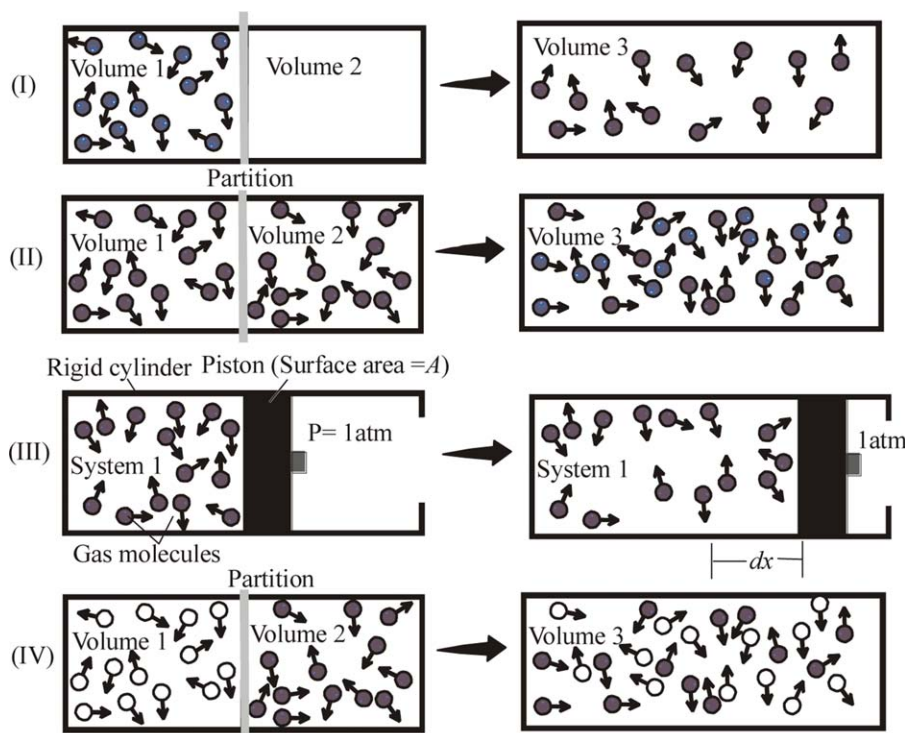 Volume 1
Volume 2
Volume 3
(I)
Partition
Volume 1
Volume 2
Volume 3
(II)
Rigid cylinder
Piston (Surface area =A)
P= 1atm
1atm
(III)
System 1
System 1
Gas molecules
dx
Partition
Volume 1
Volume 2
Volume 3
(IV)